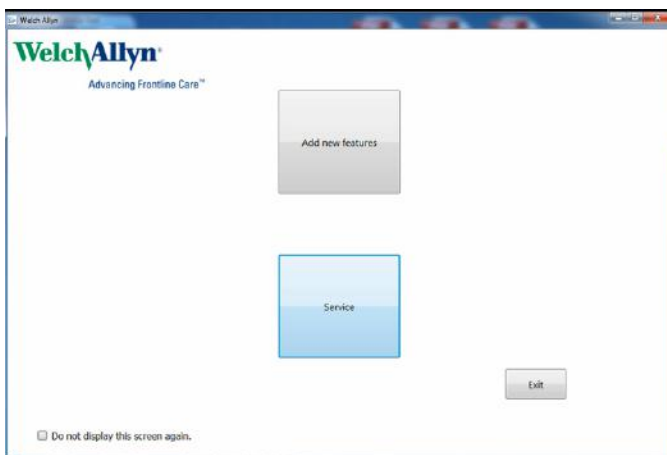 Welch Allyn
WelchAllyn®
Advancing Frontline Care™
Add new features
Service
Exit
Do not display this screen again.